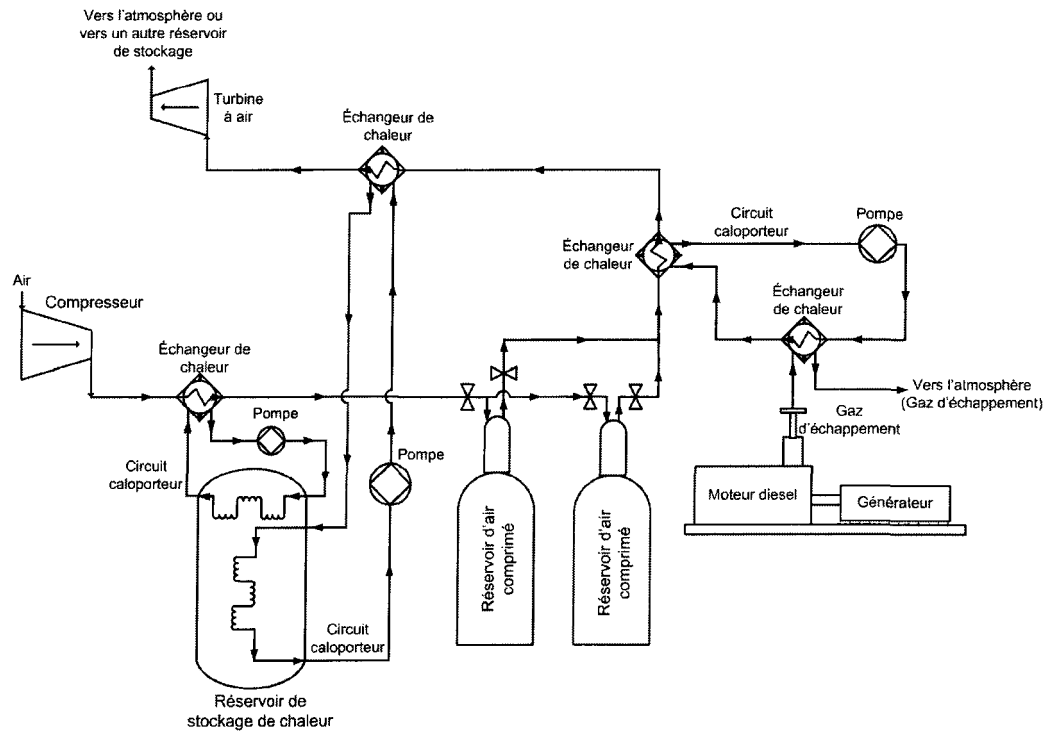 Vers l'atmosphère ou
vers un autre réservoir
de stockage
Turbine
à air
Échangeur de
chaleur
Échangeur
de chaleur
Circuit
caloporteur
Pompe
Échangeur
de chaleur
Air
Compresseur
Échangeur de
chaleur
Pompe
Circuit
caloporteur
Pompe
Vers l'atmosphère
(Gaz d'échappement)
Gaz
d'échappement
Moteur diesel
Générateur
Réservoir d'air
comprimé
Réservoir d'air
comprimé
Circuit
caloporteur
Réservoir de
stockage de chaleur